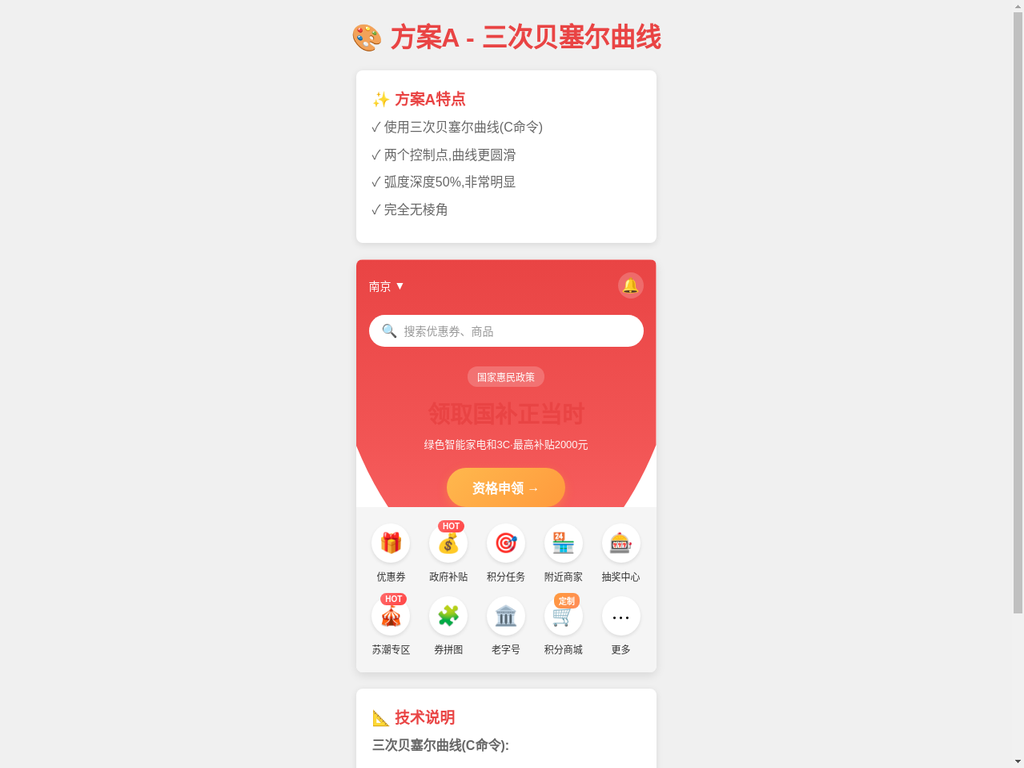 🎨 方案A - 三次贝塞尔曲线
✨ 方案A特点
✓ 使用三次贝塞尔曲线(C命令)
✓ 两个控制点,曲线更圆滑
✓ 弧度深度50%,非常明显
✓ 完全无棱角
南京 ▼
🔔
🔍 搜索优惠券、商品
国家惠民政策
领取国补正当时
绿色智能家电和3C·最高补贴2000元
资格申领 →
HOT
优惠券 政府补贴 积分任务 附近商家 抽奖中心
HOT 定制
苏潮专区 券拼图 老字号 积分商城 更多
📐 技术说明
三次贝塞尔曲线(C命令):